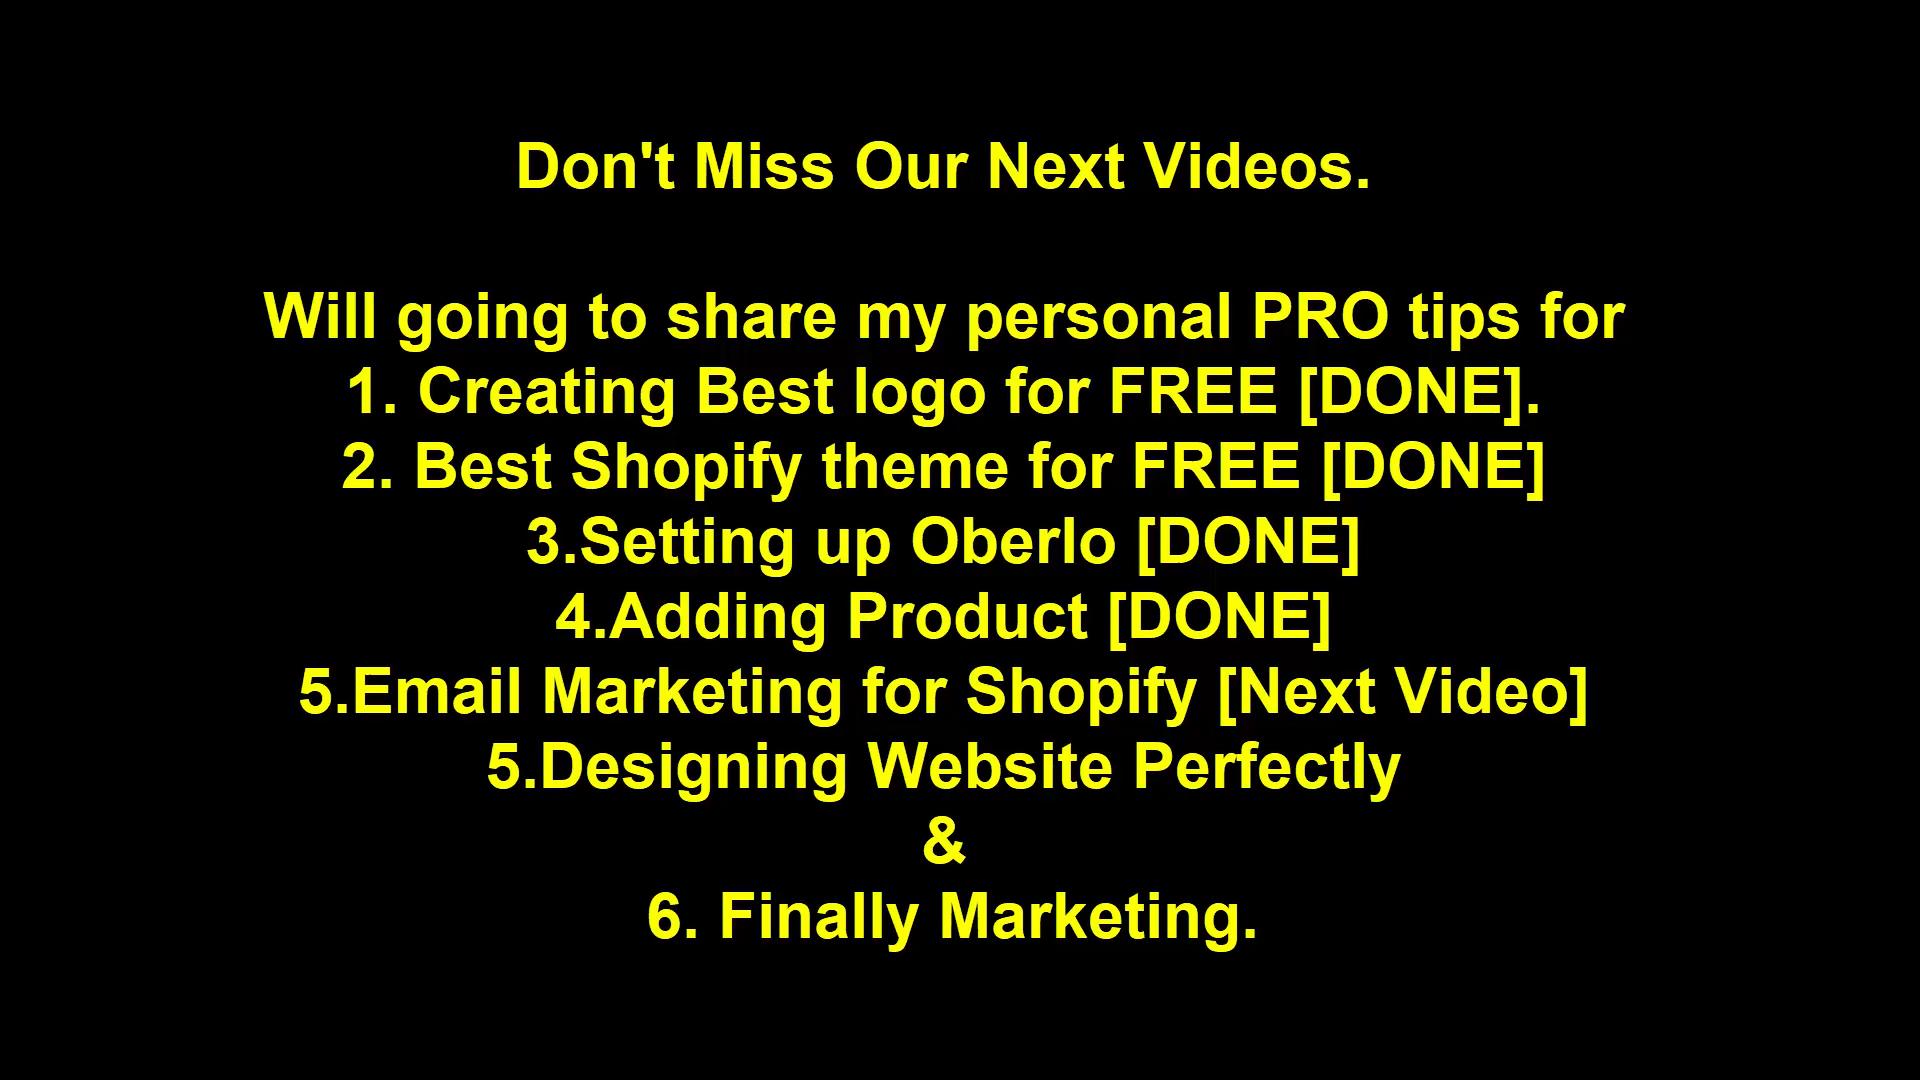 Don't Miss Our Next Videos.
Will going to share my personal PRO tips for
1. Creating Best logo for FREE [DONE].
2. Best Shopify theme for FREE [DONE]
3.Setting up Oberlo [DONE]
4.Adding Product [DONE]
5.Email Marketing for Shopify [Next Video]
5.Designing Website Perfectly
&
6. Finally Marketing.